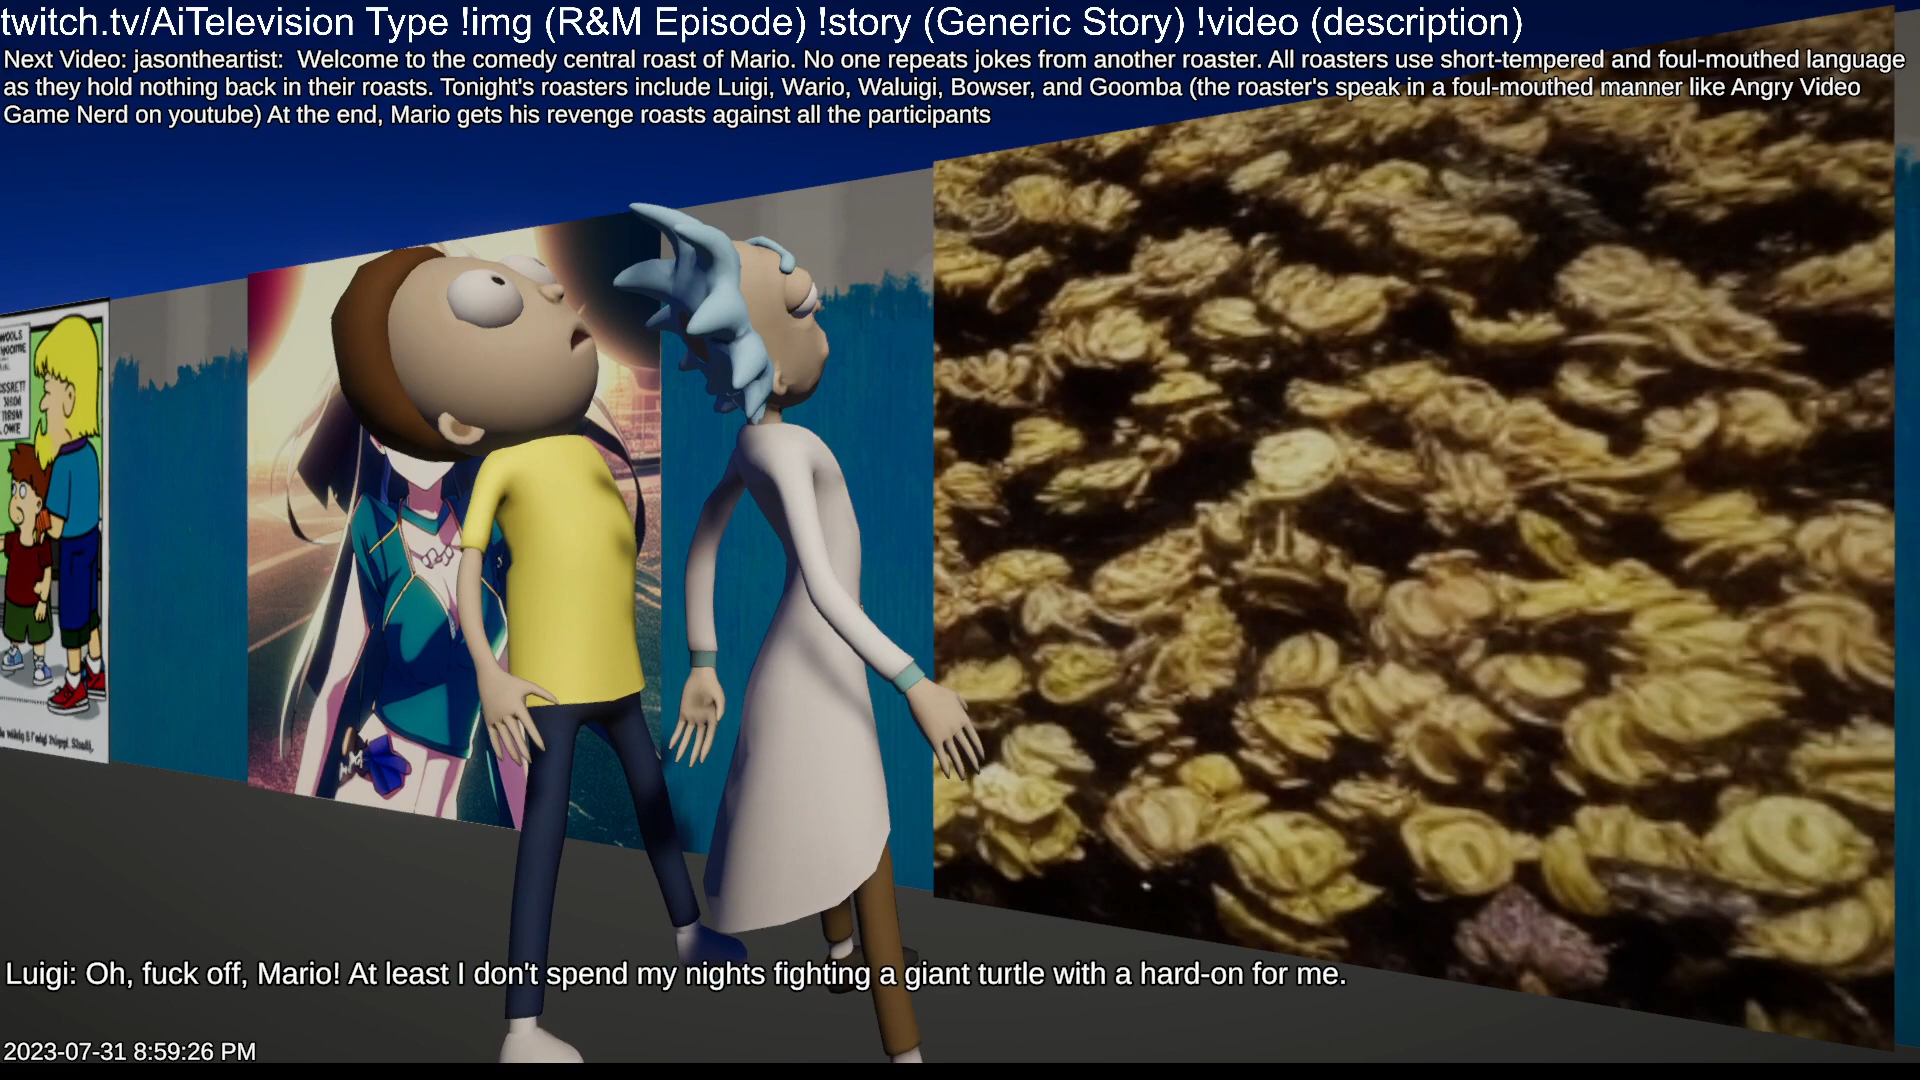 twitch.tv/AiTelevision Type !img (R&M Episode) !story (Generic Story) !video (description)
Next Video: jasontheartist:  Welcome to the comedy central roast of Mario. No one repeats jokes from another roaster. All roasters use short-tempered and foul-mouthed language
as they hold nothing back in their roasts. Tonight's roasters include Luigi, Wario, Waluigi, Bowser, and Goomba (the roaster's speak in a foul-mouthed manner like Angry Video
Game Nerd on youtube) At the end, Mario gets his revenge roasts against all the participants
Luigi: Oh, fuck off, Mario! At least I don't spend my nights fighting a giant turtle with a hard-on for me.
2023-07-31 8:59:26 PM